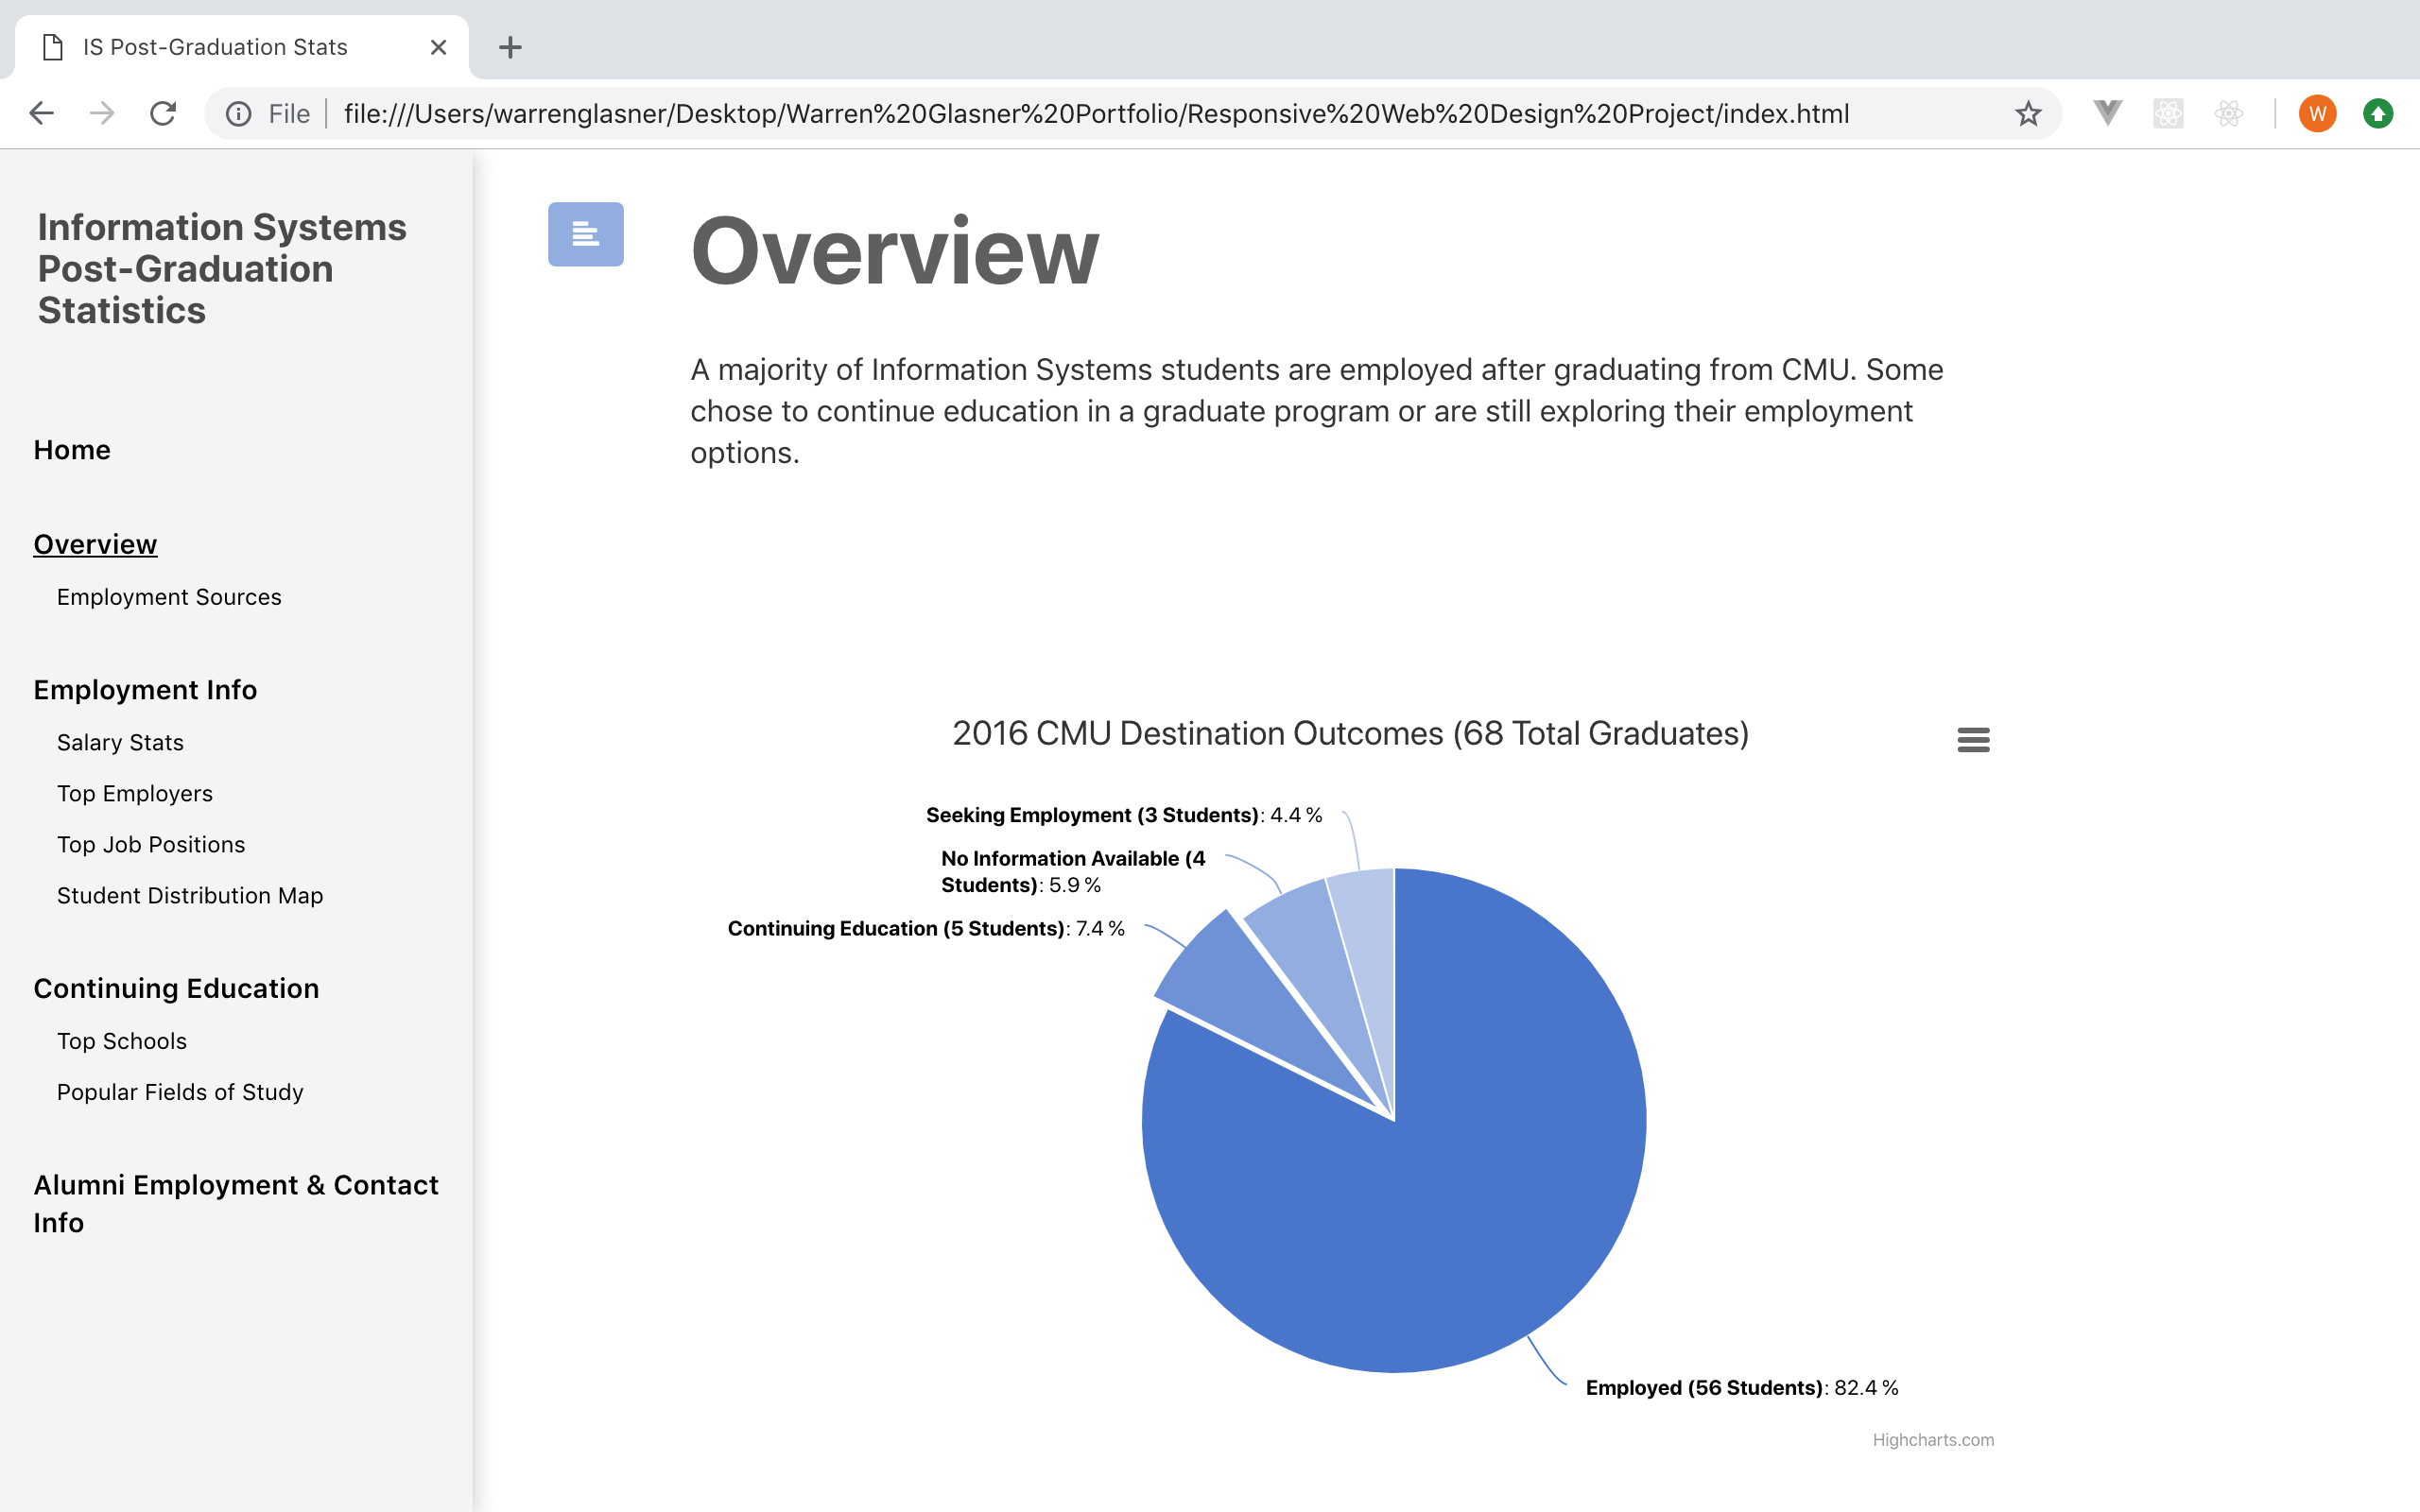 IS Post-Graduation Stats
File
file:///Users/warrenglasner/Desktop/Warren%20Glasner%20Portfolio/Responsive%20Web%20Design%20Project/index.html
W
Information Systems
Post-Graduation
Statistics
Home
Overview
Employment Sources
Employment Info
Salary Stats
Top Employers
Top Job Positions
Student Distribution Map
Continuing Education
Top Schools
Popular Fields of Study
Alumni Employment & Contact
Info
Overview
A majority of Information Systems students are employed after graduating from CMU. Some
chose to continue education in a graduate program or are still exploring their employment
options.
2016 CMU Destination Outcomes (68 Total Graduates)
Seeking Employment (3 Students): 4.4 %
No Information Available (4
Students): 5.9 %
Continuing Education (5 Students): 7.4 %
Employed (56 Students): 82.4 %
Highcharts.com